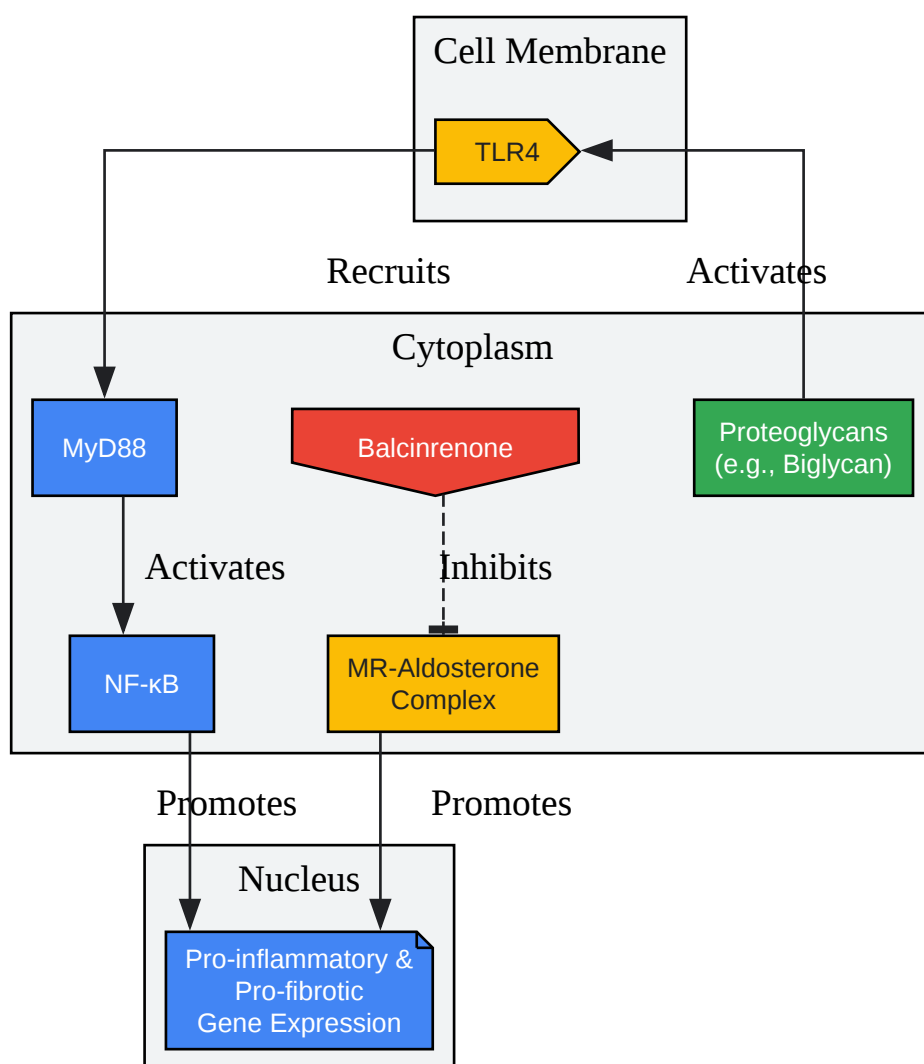 Cell Membrane
TLR4
Recruits
Activates
Cytoplasm
MyD88
Balcinrenone
Proteoglycans
(e.g., Biglycan)
Activates
Inhibits
NF-κB
MR-Aldosterone
Complex
Promotes
Promotes
Nucleus
Pro-inflammatory &
Pro-fibrotic
Gene Expression